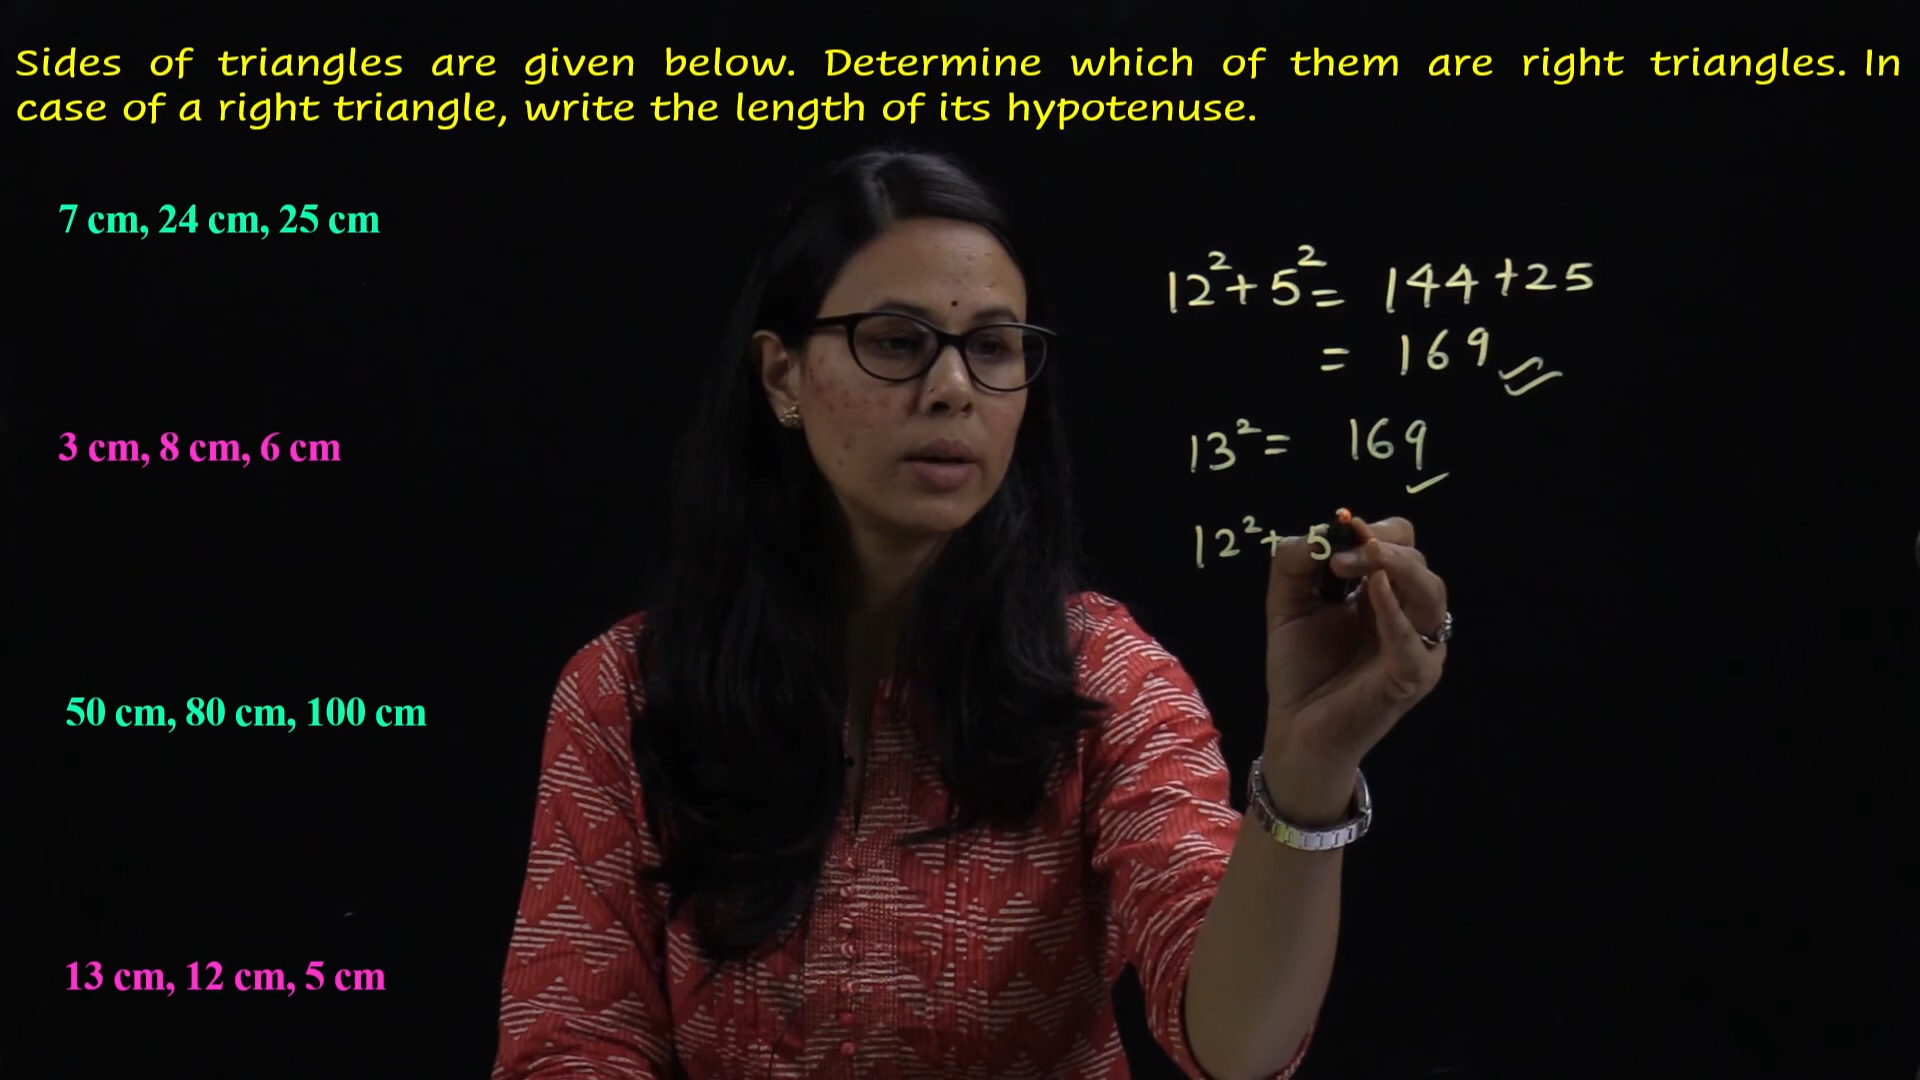 Sides of triangles are given below. Determine which of them are right triangles. In
case of a right triangle, write the length of its hypotenuse.
7 cm, 24 cm, 25 cm
3 cm, 8 cm, 6 cm
50 cm, 80 cm, 100 cm
13 cm, 12 cm, 5 cm
12² + 5² = 144 + 25
= 169
13² = 169
12² + 5